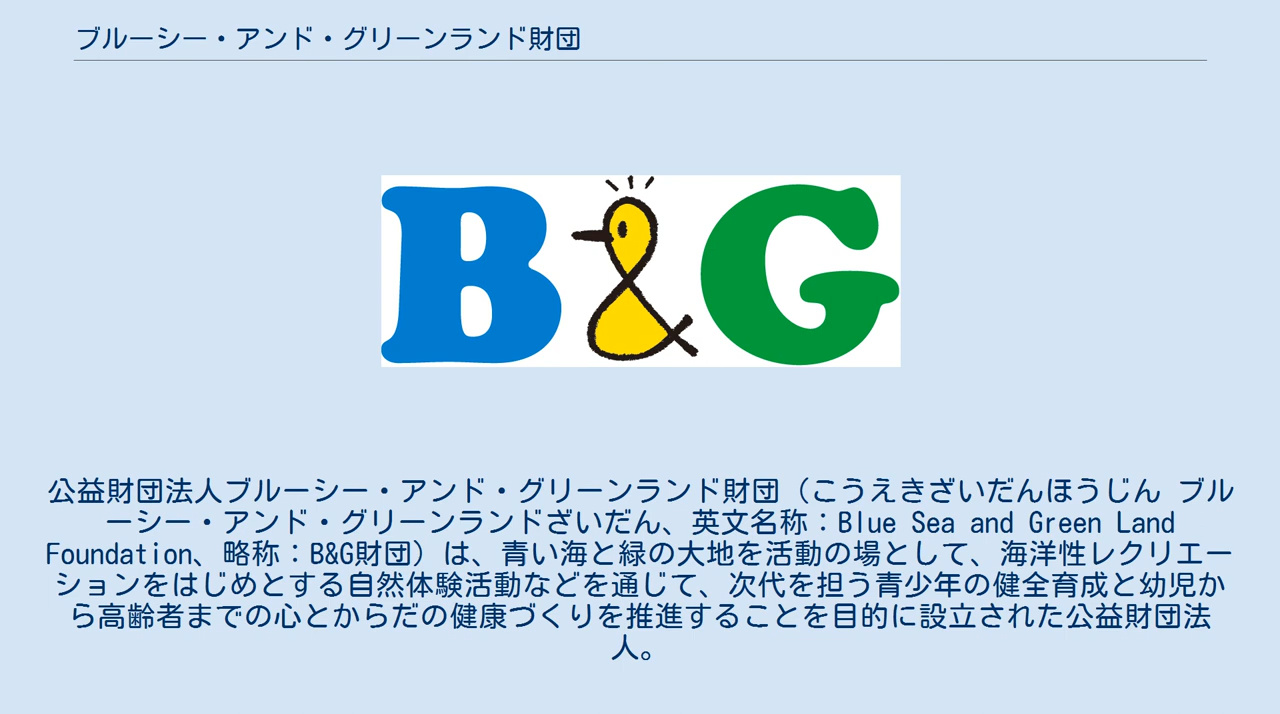 ブルーシー・アンド・グリーンランド財団
B&G
公益財団法人ブルーシー・アンド・グリーンランド財団（こうえきざいだんほうじん ブル
ーシー・アンド・グリーンランドざいだん、英文名称：Blue Sea and Green Land
Foundation、略称：B&G財団）は、青い海と緑の大地を活動の場として、海洋性レクリエー
ションをはじめとする自然体験活動などを通じて、次代を担う青少年の健全育成と幼児か
ら高齢者までの心とからだの健康づくりを推進することを目的に設立された公益財団法
人。